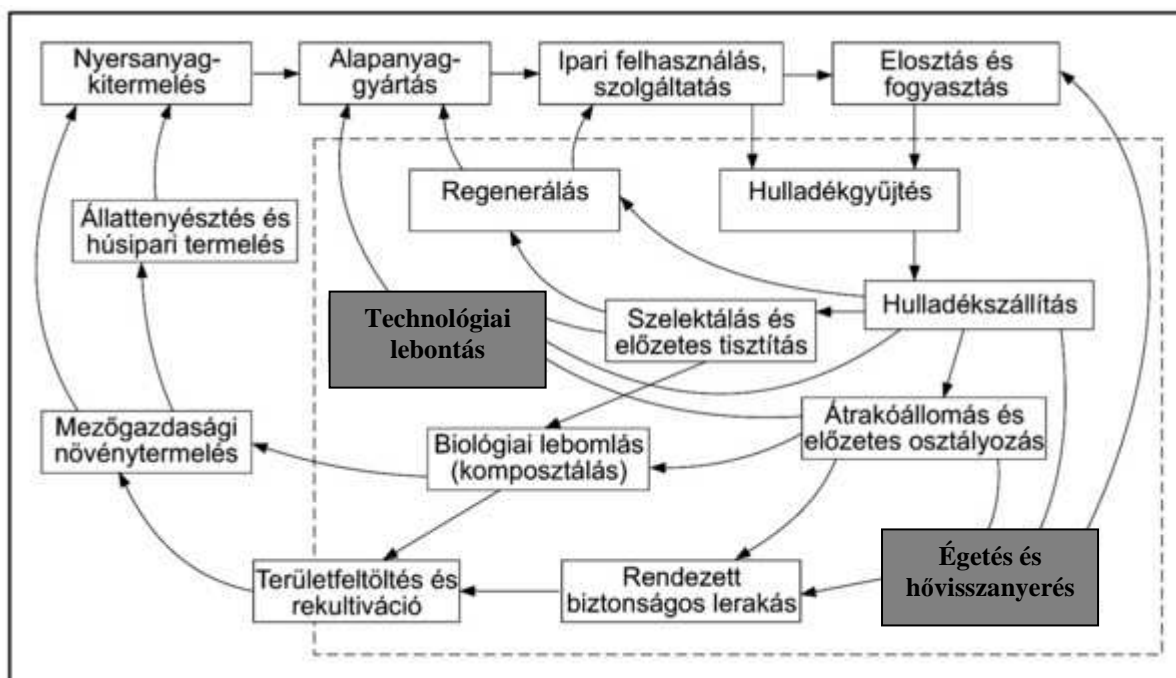 Nyersanyag-
kitermelés
Alapanyag-
gyártás
Ipari felhasználás,
szolgáltatás
Elosztás és
fogyasztás
Regenerálás
Hulladékgyűjtés
Állattenyésztés és
húsipari termelés
Technológiai
lebontás
Szelektálás és
előzetes tisztítás
Hulladékszállítás
Mezőgazdasági
növénytermelés
Biológiai lebomlás
(komposztálás)
Átrakóállomás és
előzetes osztályozás
Területfeltöltés és
rekultiváció
Rendezett
biztonságos lerakás
Égetés és
hővisszanyerés